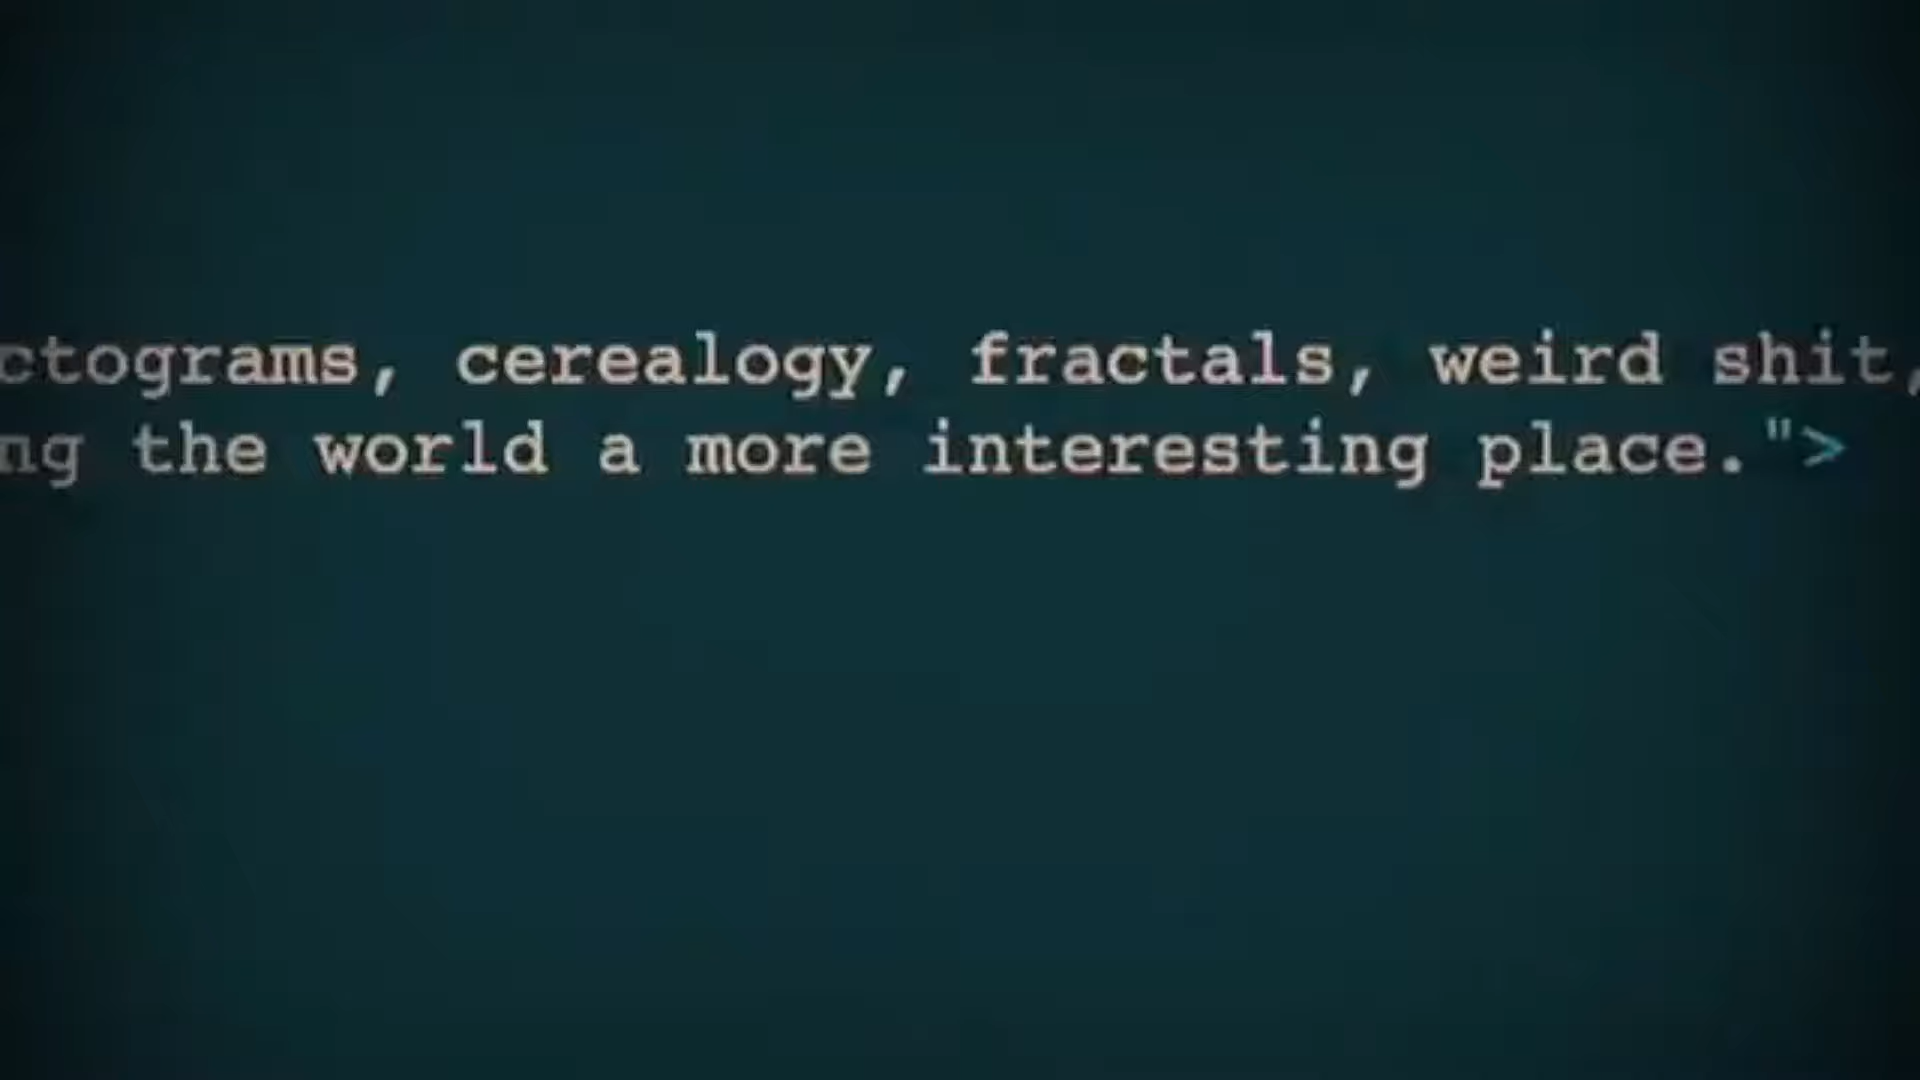 ctograms, cerealogy, fractals, weird shit,
ng the world a more interesting place.">